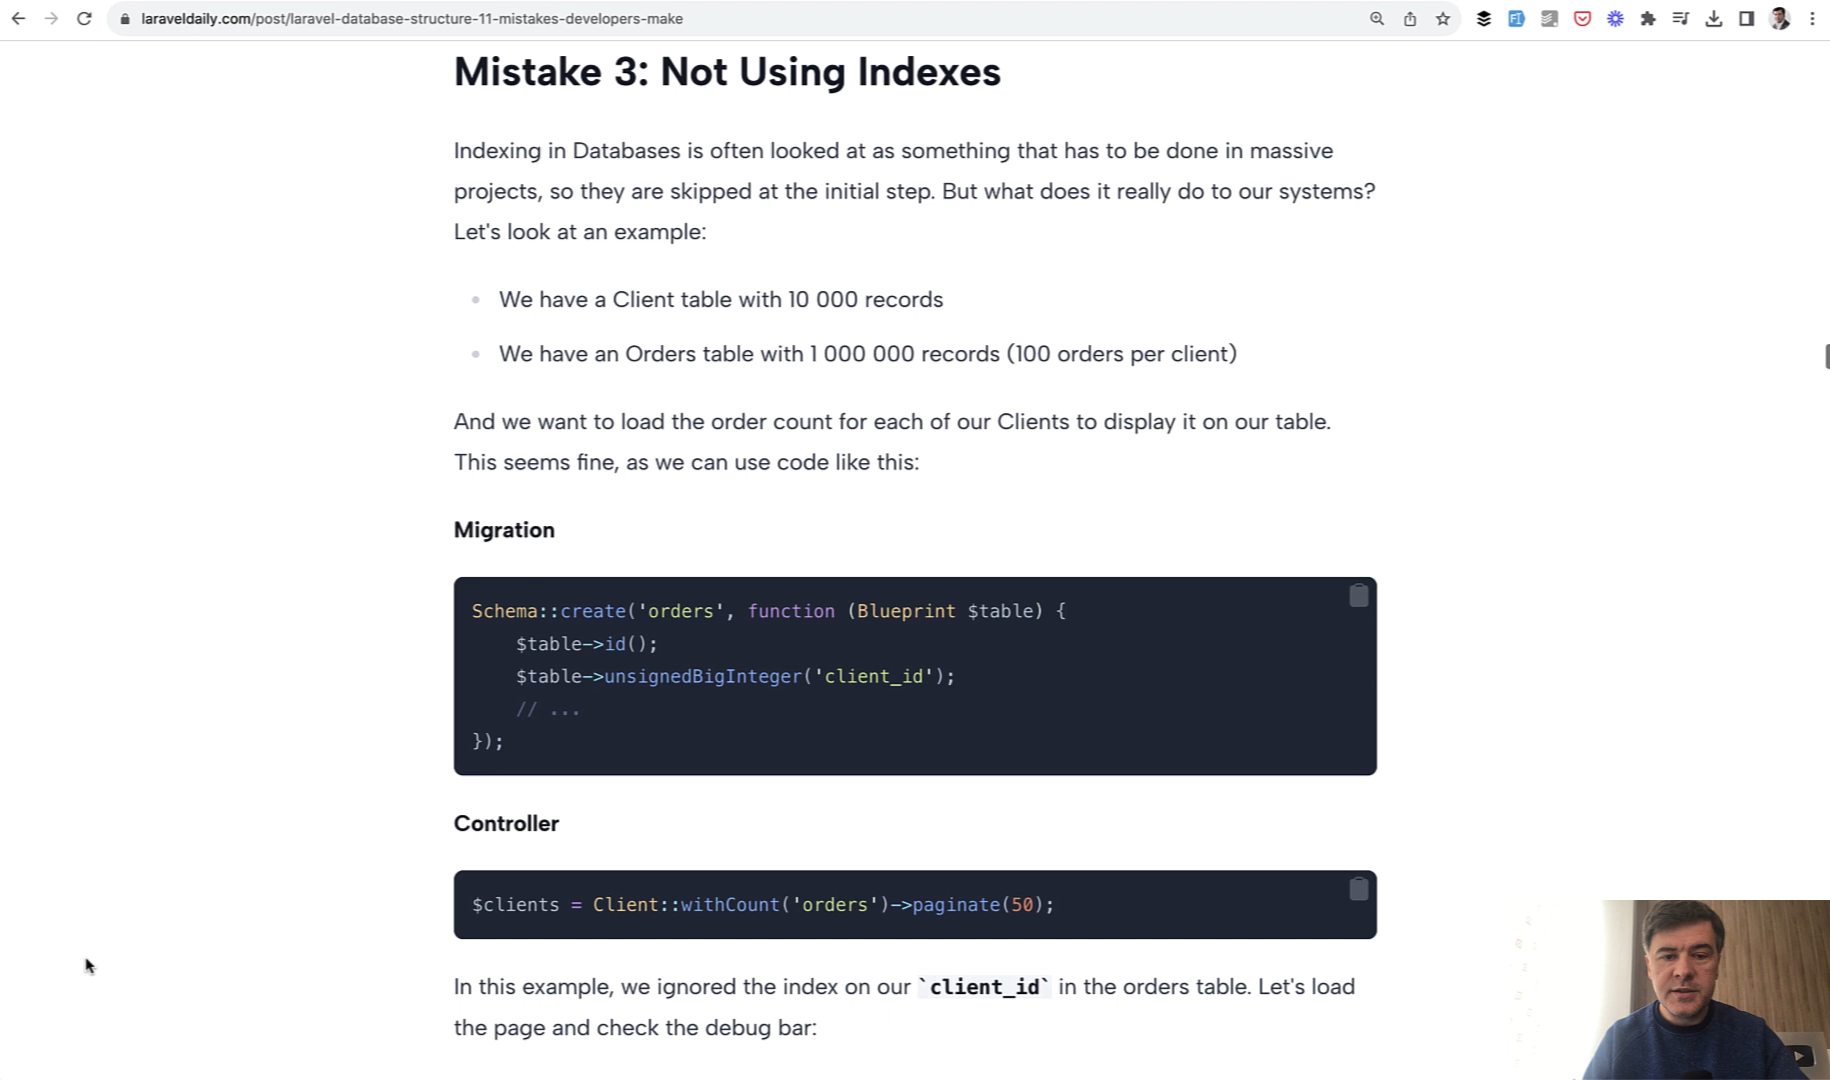 laraveldaily.com/post/laravel-database-structure-11-mistakes-developers-make
Mistake 3: Not Using Indexes
Indexing in Databases is often looked at as something that has to be done in massive
projects, so they are skipped at the initial step. But what does it really do to our systems?
Let's look at an example:
We have a Client table with 10 000 records
We have an Orders table with 1 000 000 records (100 orders per client)
And we want to load the order count for each of our Clients to display it on our table.
This seems fine, as we can use code like this:
Migration
Schema::create('orders', function (Blueprint $table) {
    $table->id();
    $table->unsignedBigInteger('client_id');
    // ...
});
Controller
$clients = Client::withCount('orders')->paginate(50);
In this example, we ignored the index on our `client_id` in the orders table. Let's load
the page and check the debug bar: